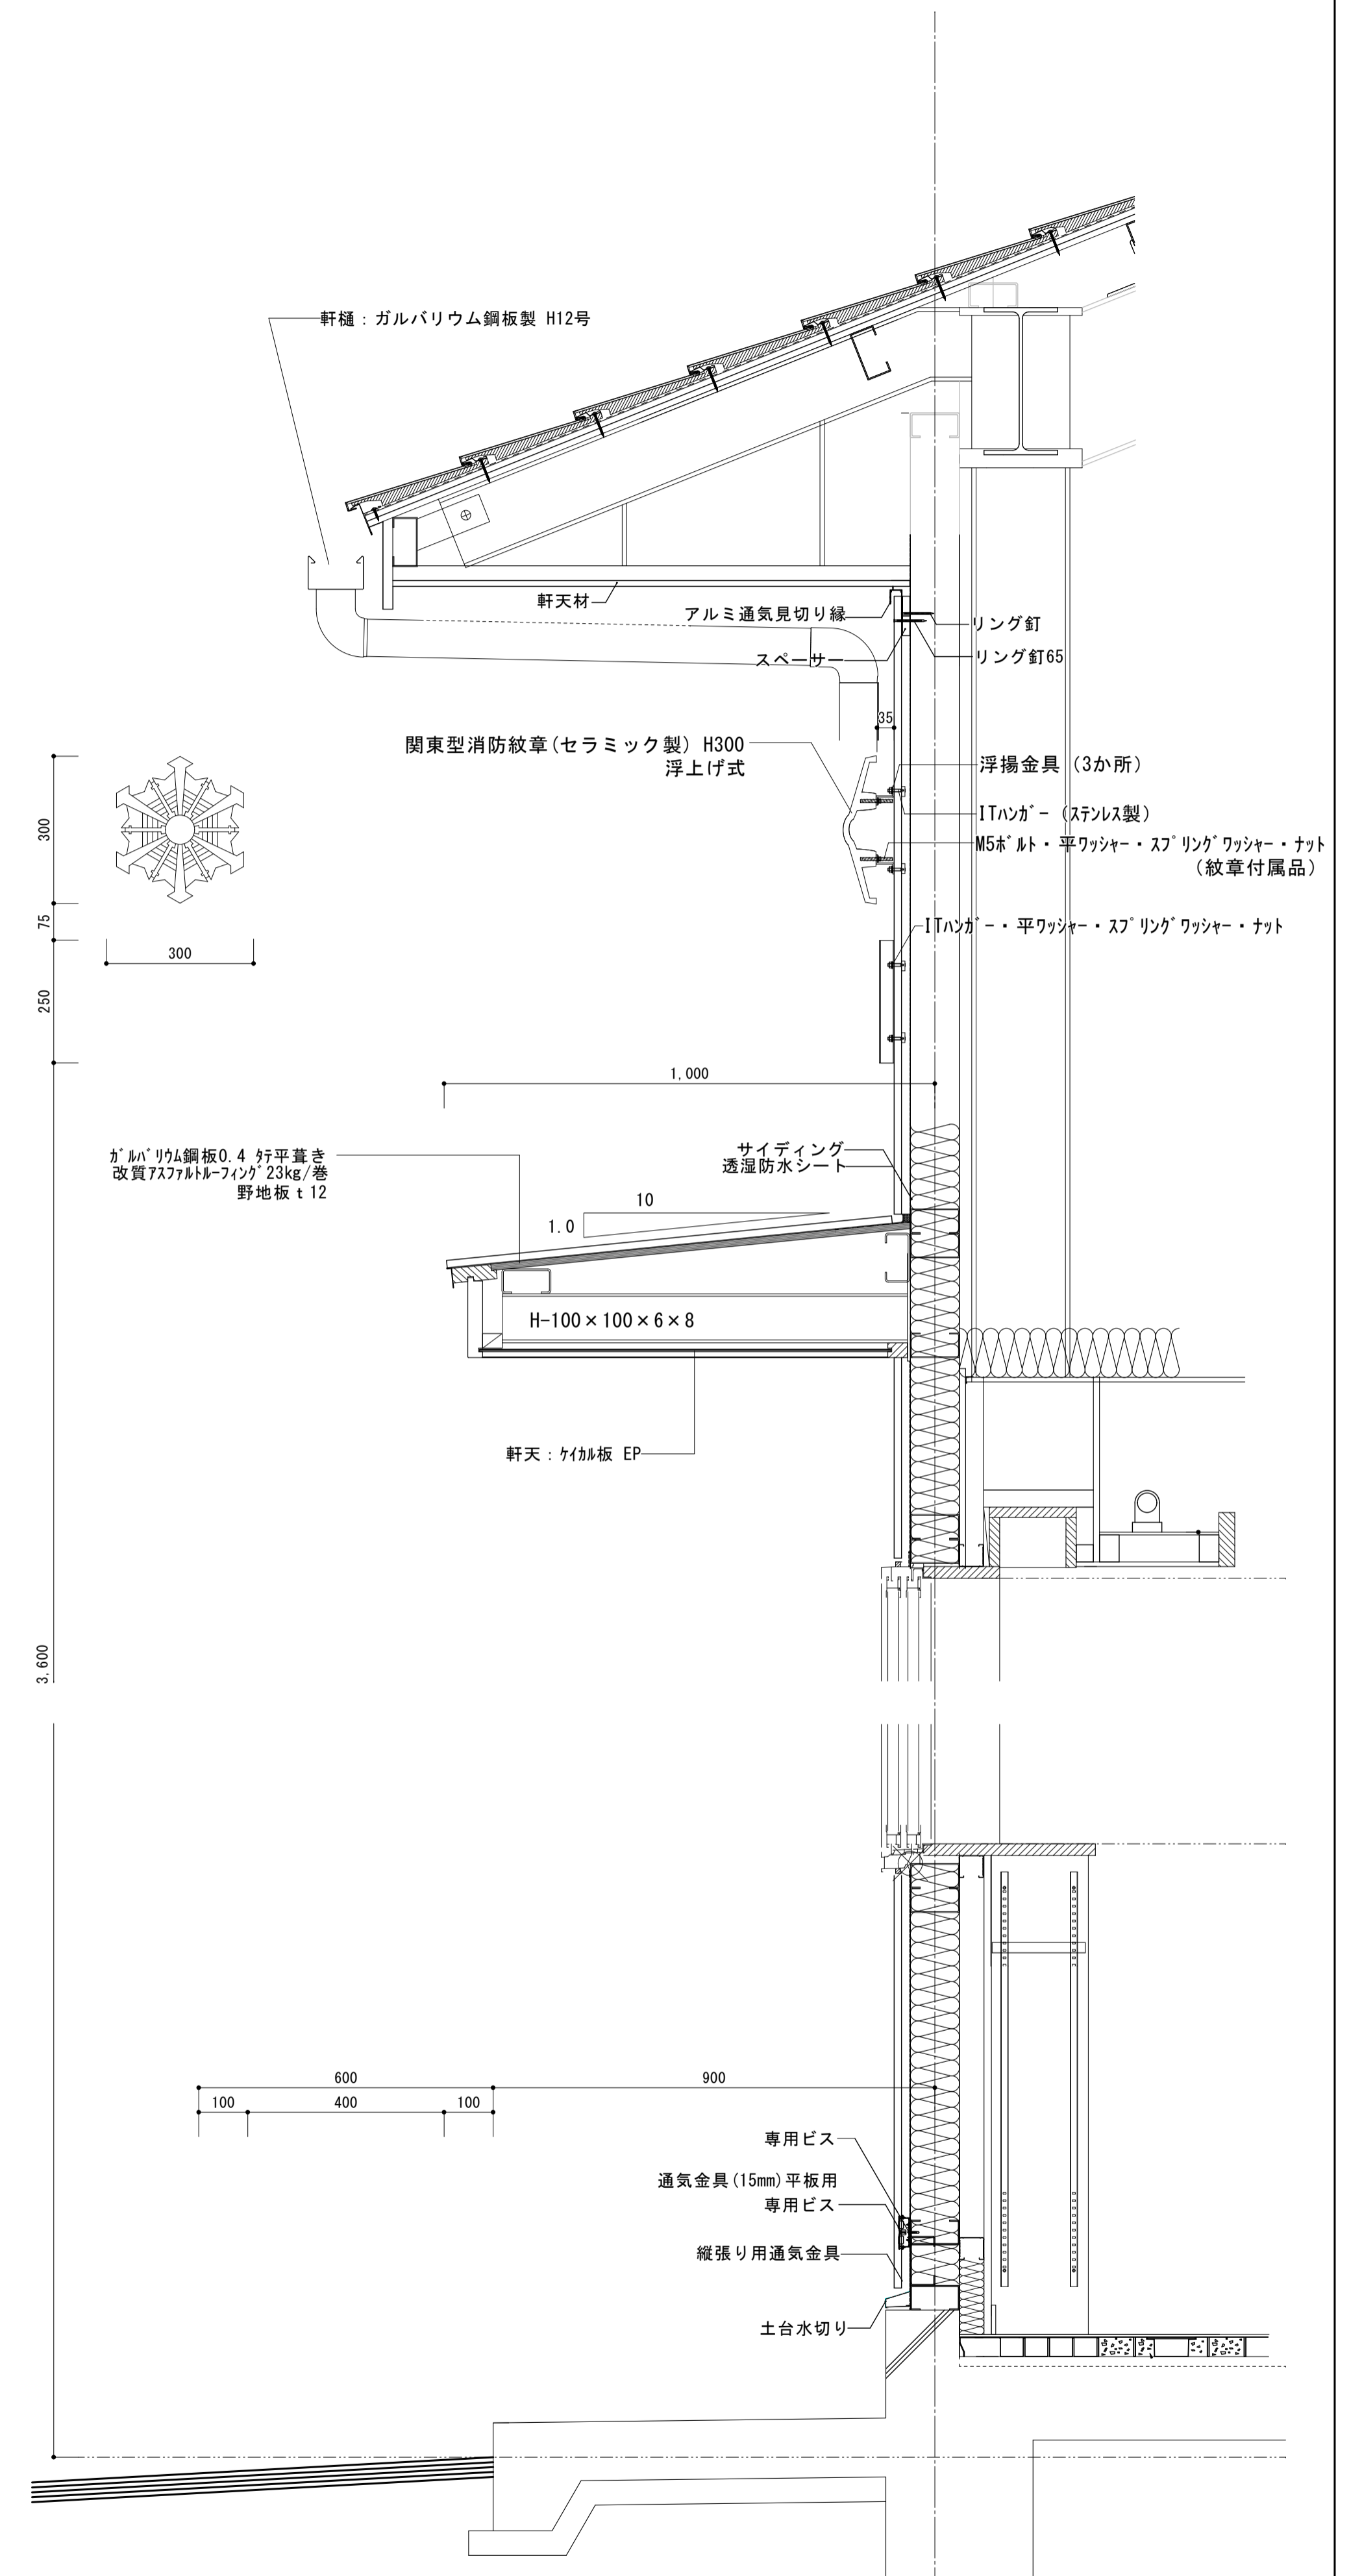 軒樋：ガルバリウム鋼板製 H12号
軒天材
アルミ通気見切り縁
リング釘
スペーサー
リング釘65
35
関東型消防紋章(セラミック製) H300
浮上げ式
浮揚金具（3か所）
ITﾊﾝｶﾞｰ（ｽﾃﾝﾚｽ製）
M5ﾎﾞﾙﾄ・平ﾜｯｼｬｰ・ｽﾌﾟﾘﾝｸﾞﾜｯｼｬｰ・ﾅｯﾄ
（紋章付属品）
ITﾊﾝｶﾞｰ・平ﾜｯｼｬｰ・ｽﾌﾟﾘﾝｸﾞﾜｯｼｬｰ・ﾅｯﾄ
300
75
300
250
1,000
ｶﾞﾙﾊﾞﾘｳﾑ鋼板0.4 ﾀﾃ平葺き
改質ｱｽﾌｧﾙﾄﾙｰﾌｨﾝｸﾞ23kg/巻
野地板ｔ12
サイディング
透湿防水シート
10
1.0
H-100×100×6×8
軒天：ｹｲｶﾙ板 EP
3,600
600
900
100
400
100
専用ビス
通気金具(15mm)平板用
専用ビス
縦張り用通気金具
土台水切り